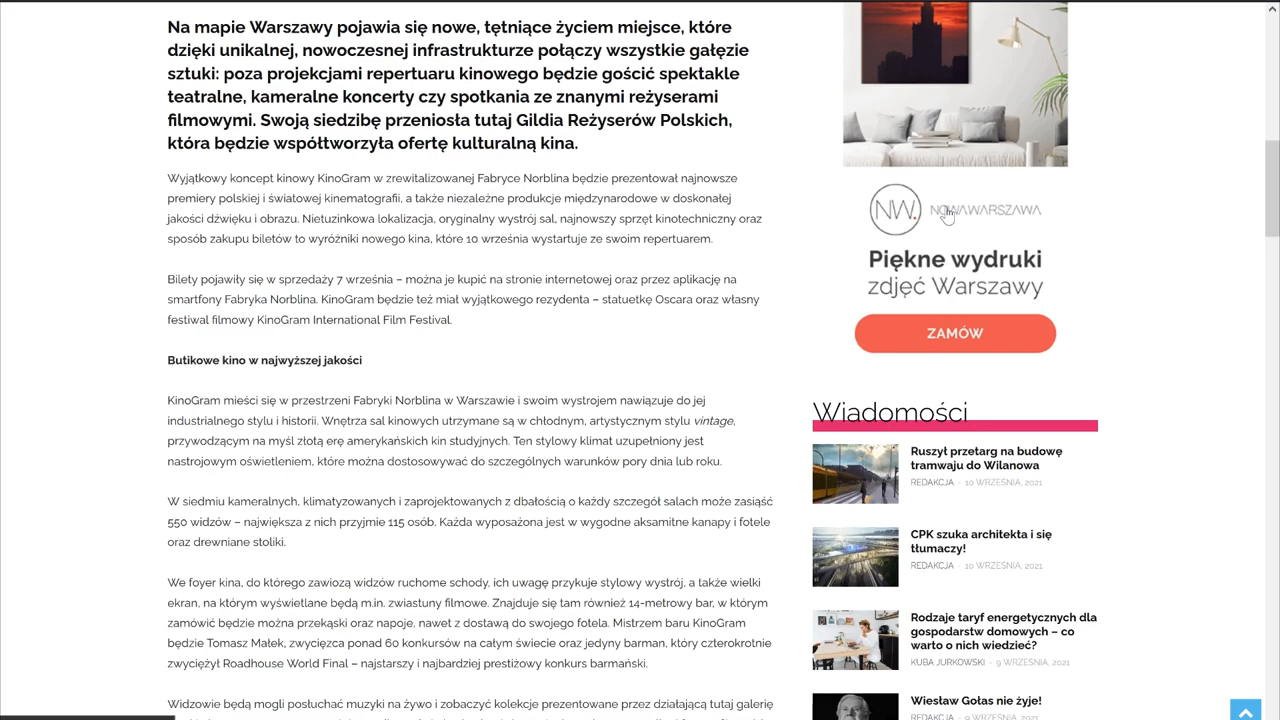 Na mapie Warszawy pojawia się nowe, tętniące życiem miejsce, które
dzięki unikalnej, nowoczesnej infrastrukturze połączy wszystkie gałęzie
sztuki: poza projekcjami repertuaru kinowego będzie gościć spektakle
teatralne, kameralne koncerty czy spotkania ze znanymi reżyserami
filmowymi. Swoją siedzibę przeniosła tutaj Gildia Reżyserów Polskich,
która będzie współtworzyła ofertę kulturalną kina.
Wyjątkowy koncept kinowy KinoGram w zrewitalizowanej Fabryce Norblina będzie prezentował najnowsze
premiery polskiej i światowej kinematografii, a także niezależne produkcje międzynarodowe w doskonałej
jakości dźwięku i obrazu. Nietuzinkowa lokalizacja, oryginalny wystrój sal, najnowszy sprzęt kinotechniczny oraz
sposób zakupu biletów to wyróżniki nowego kina, które 10 września wystartuje ze swoim repertuarem.
Bilety pojawiły się w sprzedaży 7 września – można je kupić na stronie internetowej oraz przez aplikację na
smartfony Fabryka Norblina. KinoGram będzie też miał wyjątkowego rezydenta – statuetkę Oscara oraz własny
festiwal filmowy KinoGram International Film Festival.
Butikowe kino w najwyższej jakości
KinoGram mieści się w przestrzeni Fabryki Norblina w Warszawie i swoim wystrojem nawiązuje do jej
industrialnego stylu i historii. Wnętrza sal kinowych utrzymane są w chłodnym, artystycznym stylu vintage,
przywodzącym na myśl złotą erę amerykańskich kin studyjnych. Ten stylowy klimat uzupełniony jest
nastrojowym oświetleniem, które można dostosowywać do szczególnych warunków pory dnia lub roku.
W siedmiu kameralnych, klimatyzowanych i zaprojektowanych z dbałością o każdy szczegół salach może zasiąść
550 widzów – największa z nich przyjmie 115 osób. Każda wyposażona jest w wygodne aksamitne kanapy i fotele
oraz drewniane stoliki.
We foyer kina, do którego zawiozą widzów ruchome schody, ich uwagę przykuje stylowy wystrój, a także wielki
ekran, na którym wyświetlane będą m.in. zwiastuny filmowe. Znajduje się tam również 14-metrowy bar, w którym
zamówić będzie można przekąski oraz napoje, nawet z dostawą do swojego fotela. Mistrzem baru KinoGram
będzie Tomasz Małek, zwycięzca ponad 60 konkursów na całym świecie oraz jedyny barman, który czterokrotnie
zwyciężył Roadhouse World Final – najstarszy i najbardziej prestiżowy konkurs barmański.
Widzowie będą mogli posłuchać muzyki na żywo i zobaczyć kolekcje prezentowane przez działającą tutaj galerię
NW.
NOWAWARSZAWA
Piękne wydruki
zdjęć Warszawy
ZAMÓW
Wiadomości
Ruszył przetarg na budowę
tramwaju do Wilanowa
REDAKCJA - 10 WRZEŚNIA, 2021
CPK szuka architekta i się
tłumaczy!
REDAKCJA - 10 WRZEŚNIA, 2021
Rodzaje taryf energetycznych dla
gospodarstw domowych – co
warto o nich wiedzieć?
KUBA JURKOWSKI - 9 WRZEŚNIA, 2021
Wiesław Gołas nie żyje!
REDAKCJA - 9 WRZEŚNIA, 2021